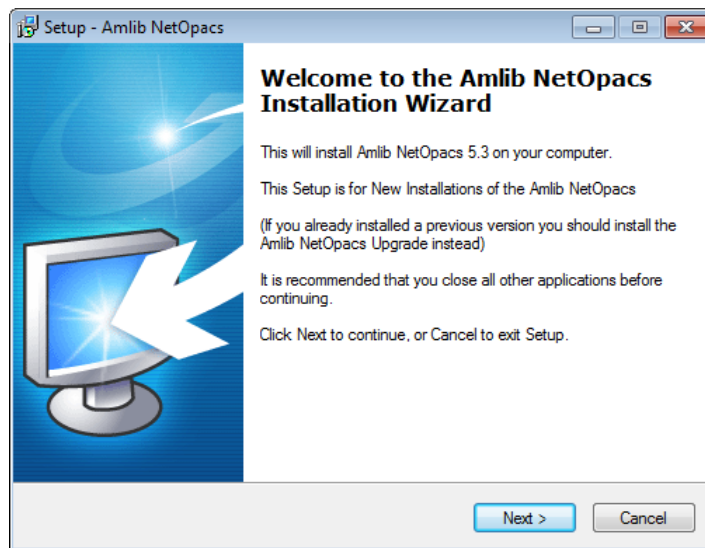 Setup - Amlib NetOpacs
Welcome to the Amlib NetOpacs
Installation Wizard
This will install Amlib NetOpacs 5.3 on your computer.
This Setup is for New Installations of the Amlib NetOpacs
(If you already installed a previous version you should install the
Amlib NetOpacs Upgrade instead)
It is recommended that you close all other applications before
continuing.
Click Next to continue, or Cancel to exit Setup.
Next >
Cancel